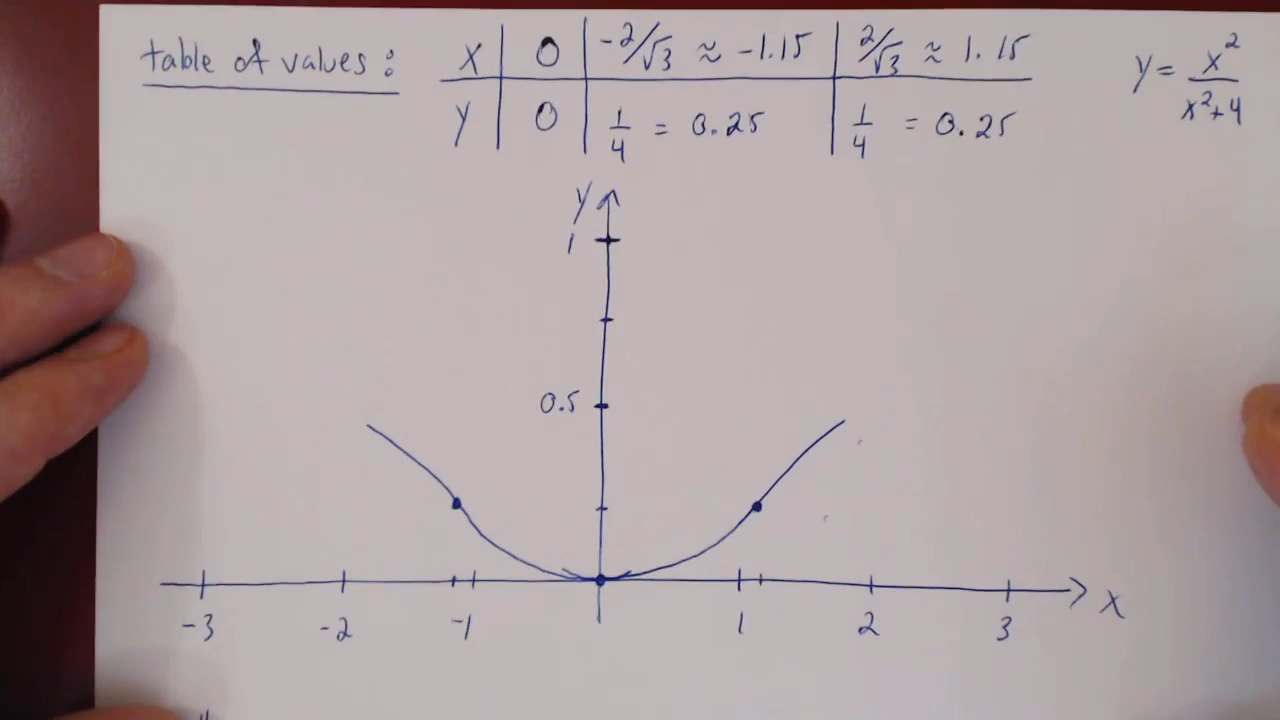 table of values: x 0 -2/√3 ≈ -1.15 2/√3 ≈ 1.15
y 0 1/4 = 0.25 1/4 = 0.25
y = x²/(x²+4)
y
1
0.5
x
-3 -2 -1 1 2 3